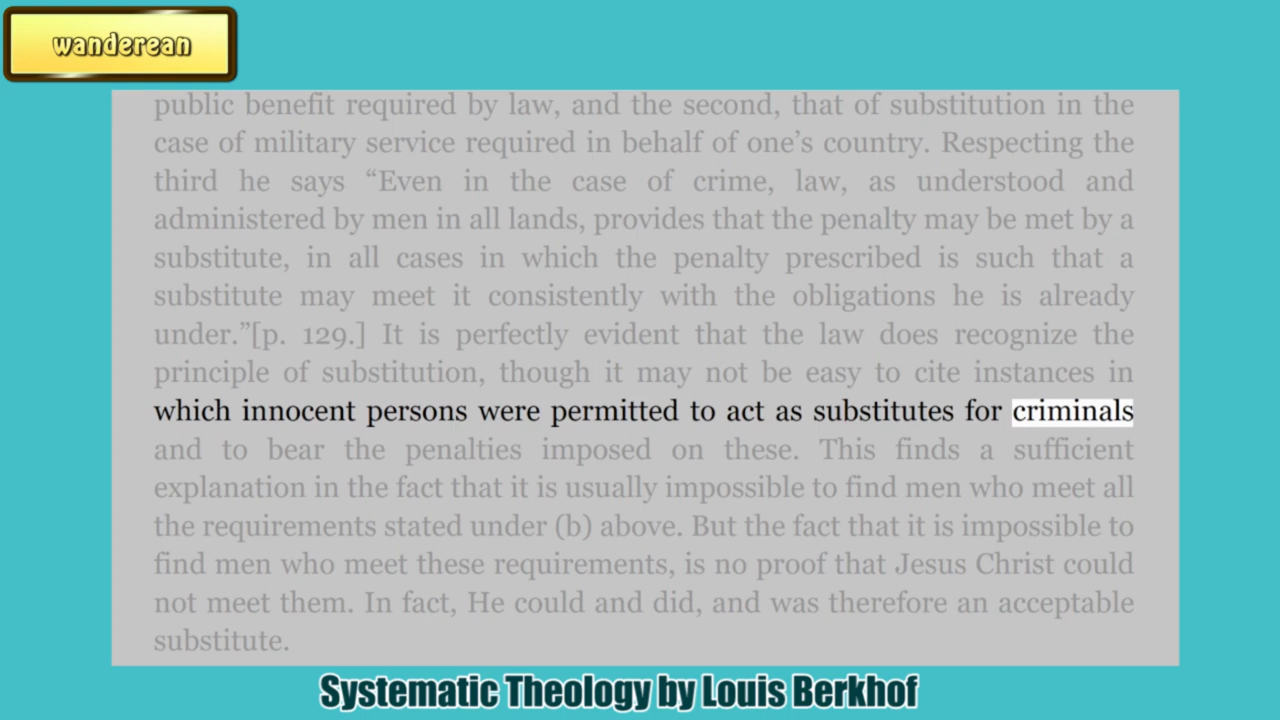 wanderean
public benefit required by law, and the second, that of substitution in the
case of military service required in behalf of one’s country. Respecting the
third he says “Even in the case of crime, law, as understood and
administered by men in all lands, provides that the penalty may be met by a
substitute, in all cases in which the penalty prescribed is such that a
substitute may meet it consistently with the obligations he is already
under.”[p. 129.] It is perfectly evident that the law does recognize the
principle of substitution, though it may not be easy to cite instances in
which innocent persons were permitted to act as substitutes for criminals
and to bear the penalties imposed on these. This finds a sufficient
explanation in the fact that it is usually impossible to find men who meet all
the requirements stated under (b) above. But the fact that it is impossible to
find men who meet these requirements, is no proof that Jesus Christ could
not meet them. In fact, He could and did, and was therefore an acceptable
substitute.
Systematic Theology by Louis Berkhof